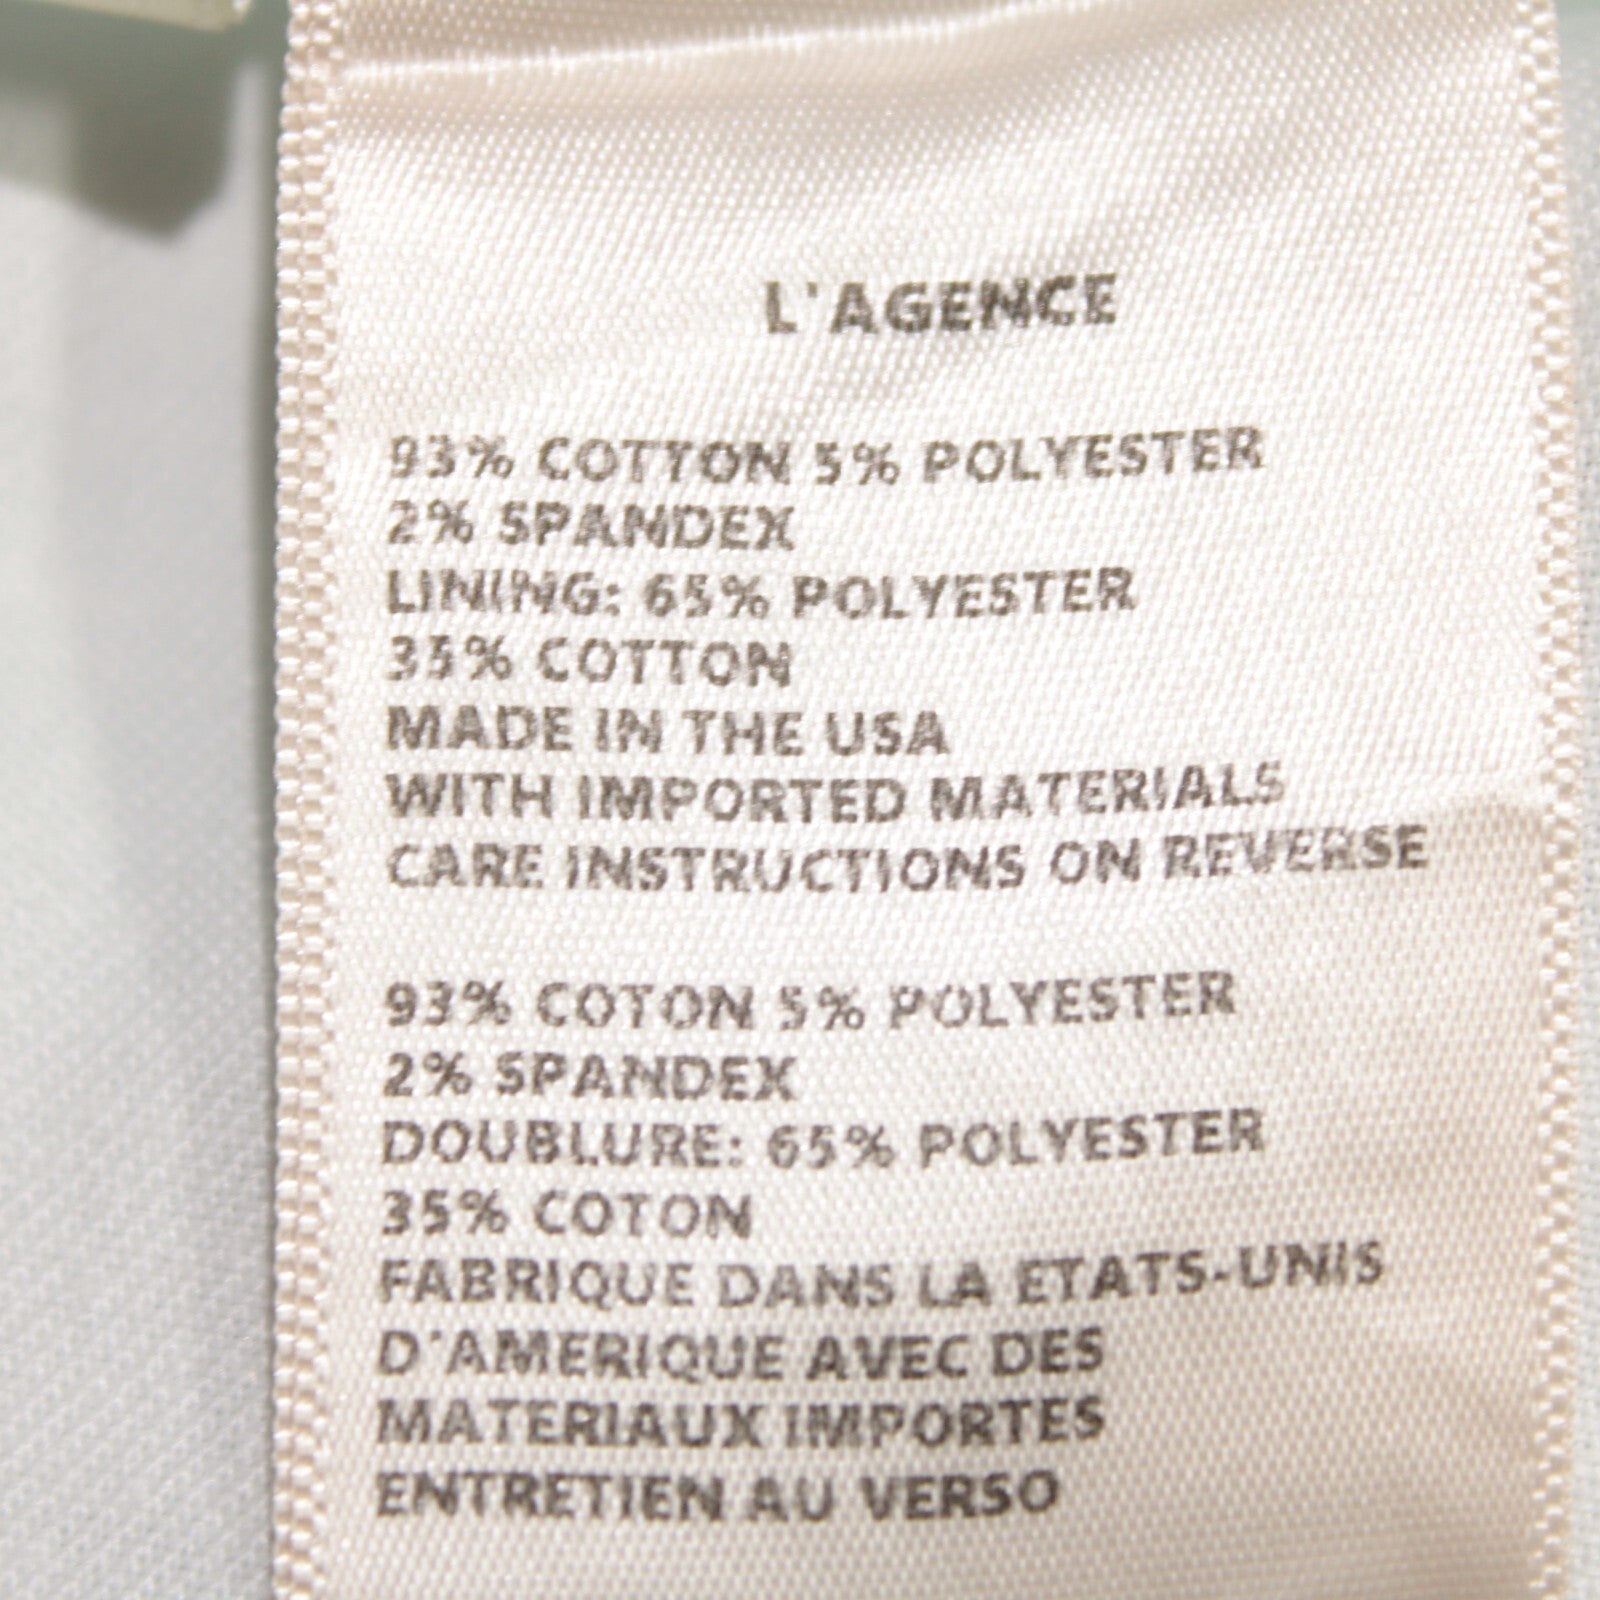 L'AGENCE
93% COTTON 5% POLYESTER
2% SPANDEX
LINING: 65% POLYESTER
35% COTTON
MADE IN THE USA
WITH IMPORTED MATERIALS
CARE INSTRUCTIONS ON REVERSE
93% COTON 5% POLYESTER
2% SPANDEX
DOUBLURE: 65% POLYESTER
35% COTON
FABRIQUE DANS LA ETATS-UNIS
D'AMERIQUE AVEC DES
MATERIAUX IMPORTES
ENTRETIEN AU VERSO